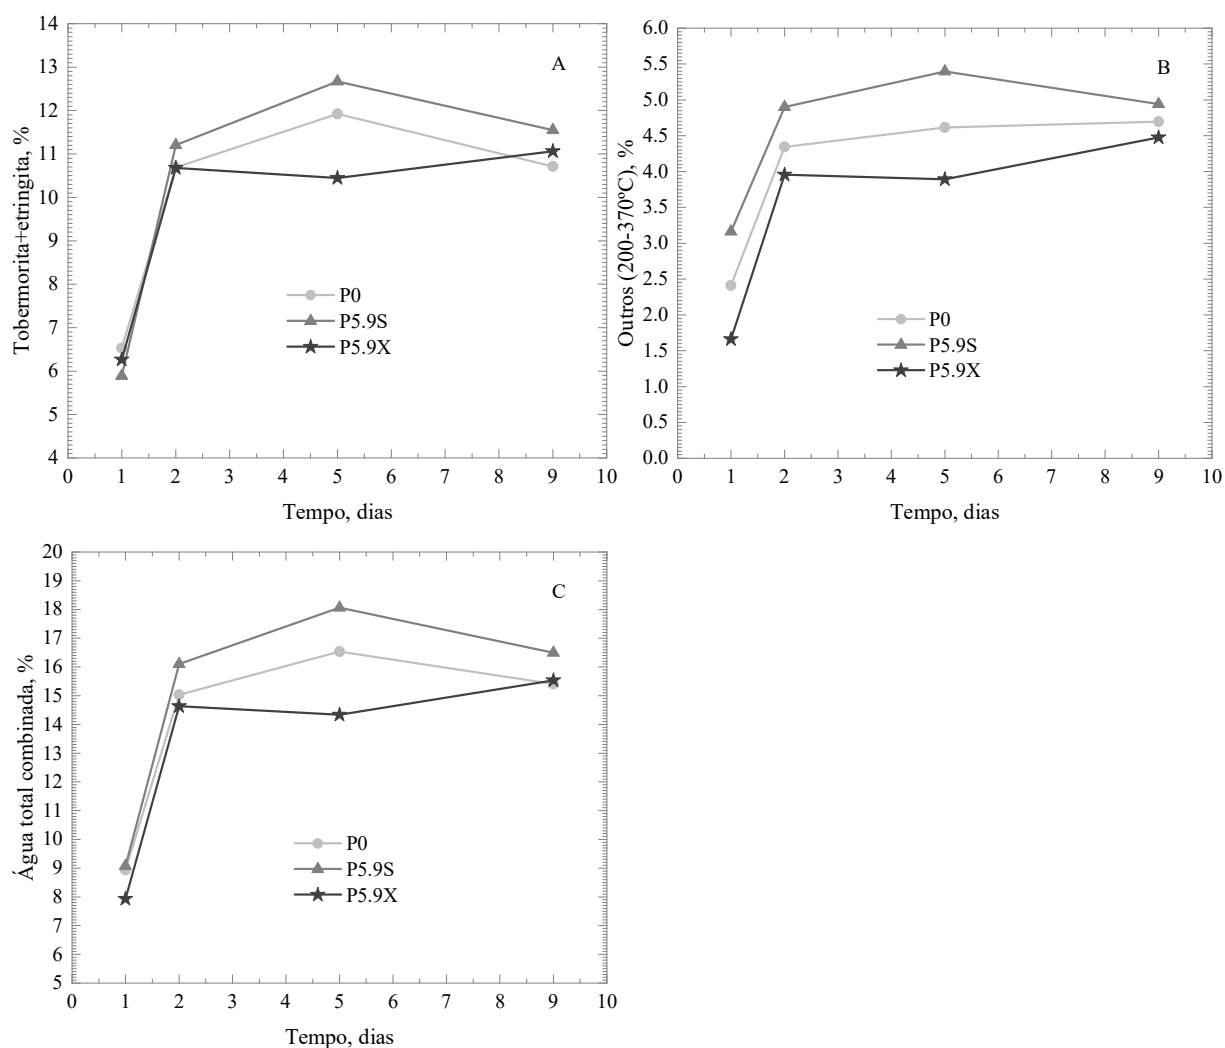 14
13
12
11
10
9
8
7
6
5
4
Tobermorita+etringita, %
A
P0
P5.9S
P5.9X
0 1 2 3 4 5 6 7 8 9 10
Tempo, dias
6.0
5.5
5.0
4.5
4.0
3.5
3.0
2.5
2.0
1.5
1.0
0.5
0.0
Outros (200-370ºC), %
B
P0
P5.9S
P5.9X
0 1 2 3 4 5 6 7 8 9 10
Tempo, dias
20
19
18
17
16
15
14
13
12
11
10
9
8
7
6
5
Água total combinada, %
C
P0
P5.9S
P5.9X
0 1 2 3 4 5 6 7 8 9 10
Tempo, dias